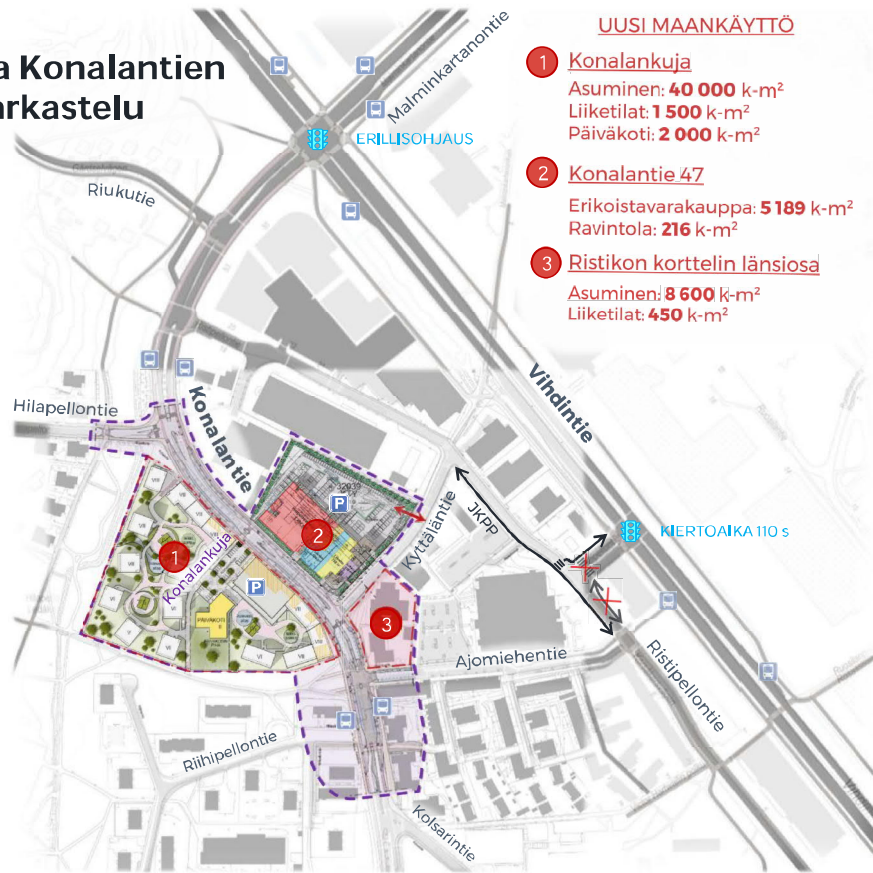 a Konalantien
arkastelu
UUSI MAANKÄYTTÖ
1 Konalankuja
Asuminen: 40 000 k-m²
Liiketilat: 1 500 k-m²
Päiväkoti: 2 000 k-m²
2 Konalantie 47
Erikoistavarakauppa: 5 189 k-m²
Ravintola: 216 k-m²
3 Ristikon korttelin länsiosa
Asuminen: 8 600 k-m²
Liiketilat: 450 k-m²
Malminkartanontie
ERILLISOHJAUS
Riukutie
Vihdintie
Hilapellontie
Konalantie
P
2
Kyttäläntie
JKPP
KIERTOAIKA 110 s
1
Konalankuja
P
PÄIVÄKOTI
3
Ajomiehentie
Ristipellontie
Riihipellontie
Kolsarintie